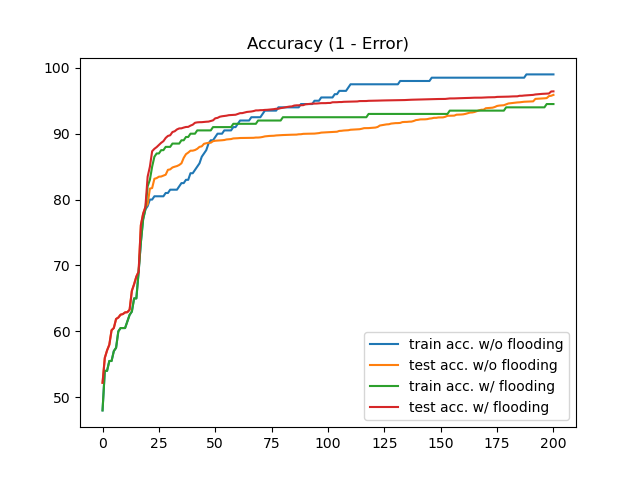 Accuracy (1 - Error)
100
90
80
70
60
50
train acc. w/o flooding
test acc. w/o flooding
train acc. w/ flooding
test acc. w/ flooding
0 25 50 75 100 125 150 175 200